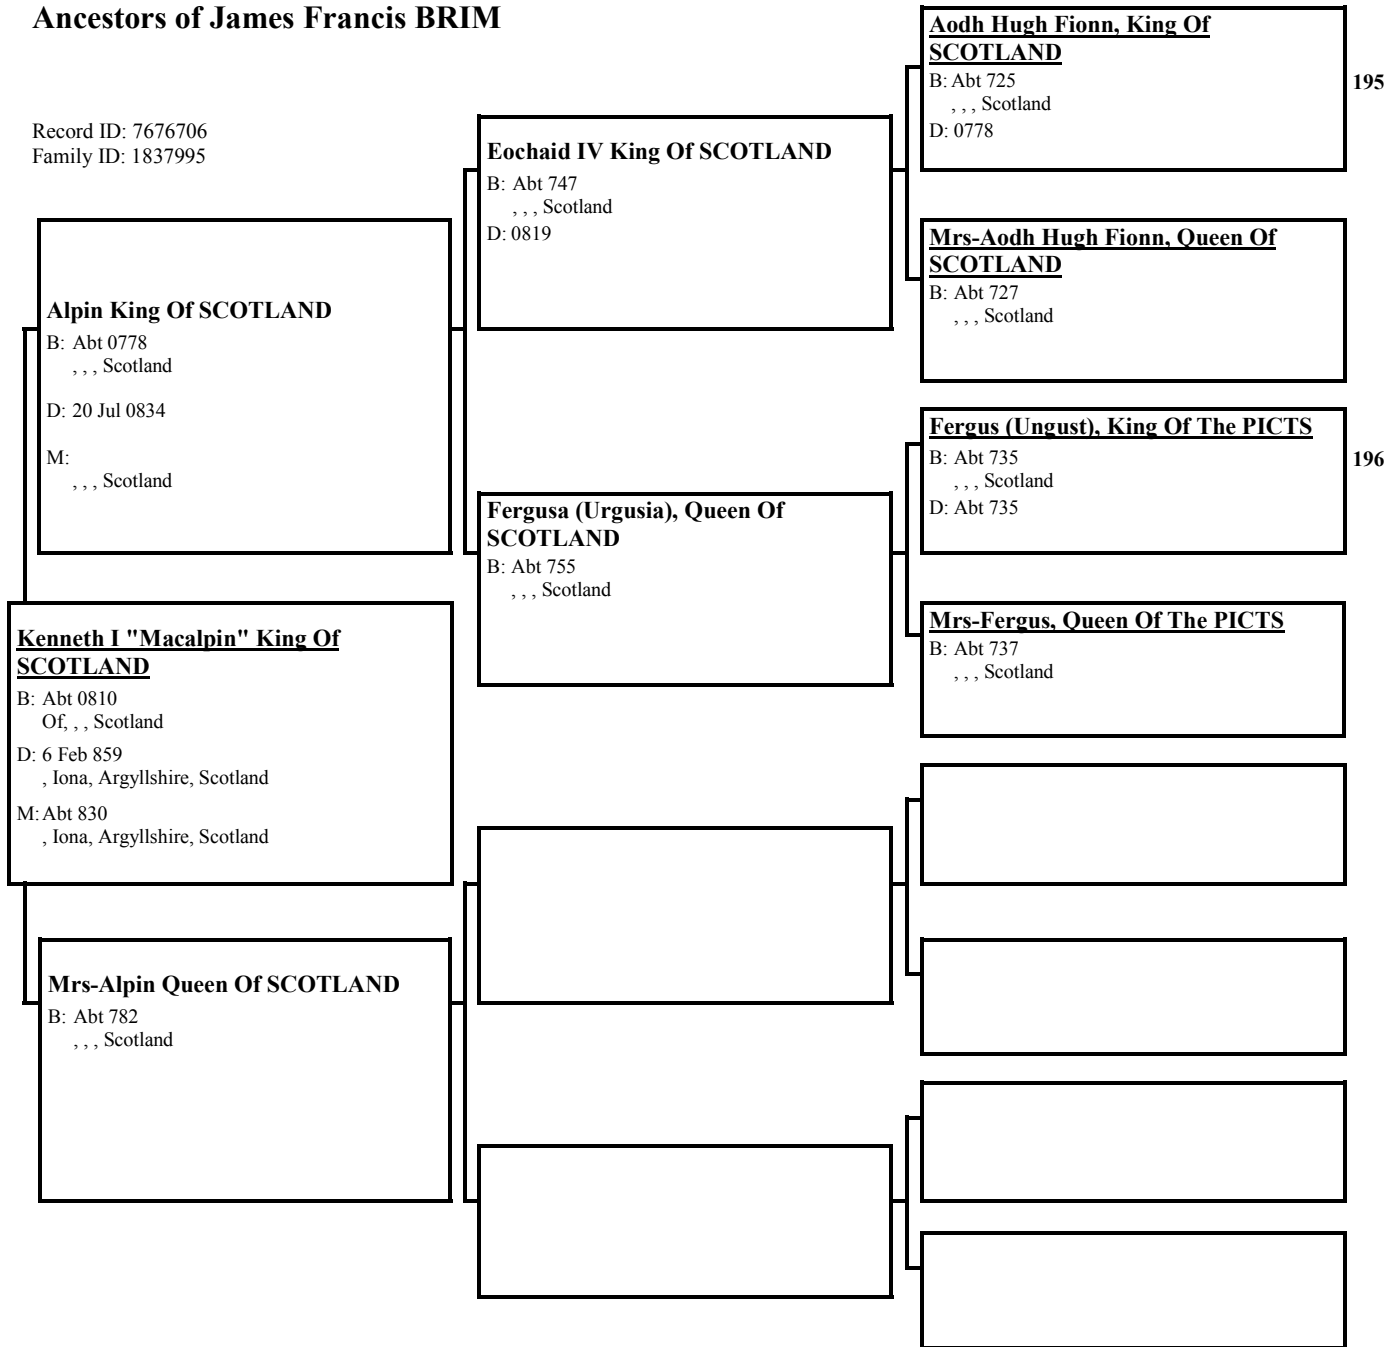 Ancestors of James Francis BRIM
Record ID: 7676706
Family ID: 1837995
Aodh Hugh Fionn, King Of
SCOTLAND
B: Abt 725
, , , Scotland
D: 0778
195
Eochaid IV King Of SCOTLAND
B: Abt 747
, , , Scotland
D: 0819
Mrs-Aodh Hugh Fionn, Queen Of
SCOTLAND
B: Abt 727
, , , Scotland
Alpin King Of SCOTLAND
B: Abt 0778
, , , Scotland
D: 20 Jul 0834
M:
, , , Scotland
Fergus (Ungust), King Of The PICTS
B: Abt 735
, , , Scotland
D: Abt 735
196
Fergusa (Urgusia), Queen Of
SCOTLAND
B: Abt 755
, , , Scotland
Mrs-Fergus, Queen Of The PICTS
B: Abt 737
, , , Scotland
Kenneth I "Macalpin" King Of
SCOTLAND
B: Abt 0810
Of, , , Scotland
D: 6 Feb 859
, Iona, Argyllshire, Scotland
M: Abt 830
, Iona, Argyllshire, Scotland
Mrs-Alpin Queen Of SCOTLAND
B: Abt 782
, , , Scotland